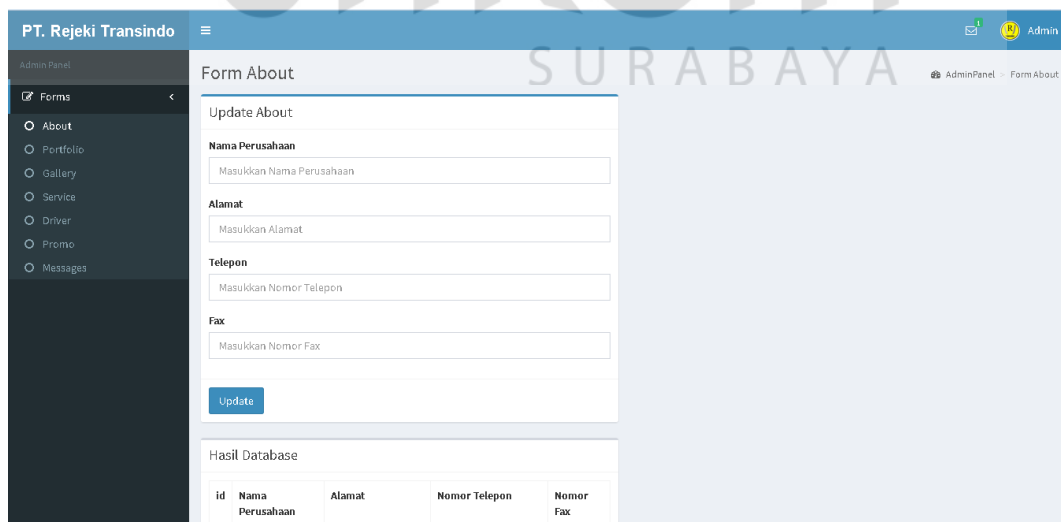 PT. Rejeki Transindo
1
RJ
Admin
SURABAYA
Admin Panel
Form About
AdminPanel > Form About
Forms
About
Portfolio
Gallery
Service
Driver
Promo
Messages
Update About
Nama Perusahaan
Masukkan Nama Perusahaan
Alamat
Masukkan Alamat
Telepon
Masukkan Nomor Telepon
Fax
Masukkan Nomor Fax
Update
Hasil Database
id Nama Perusahaan Alamat Nomor Telepon Nomor Fax